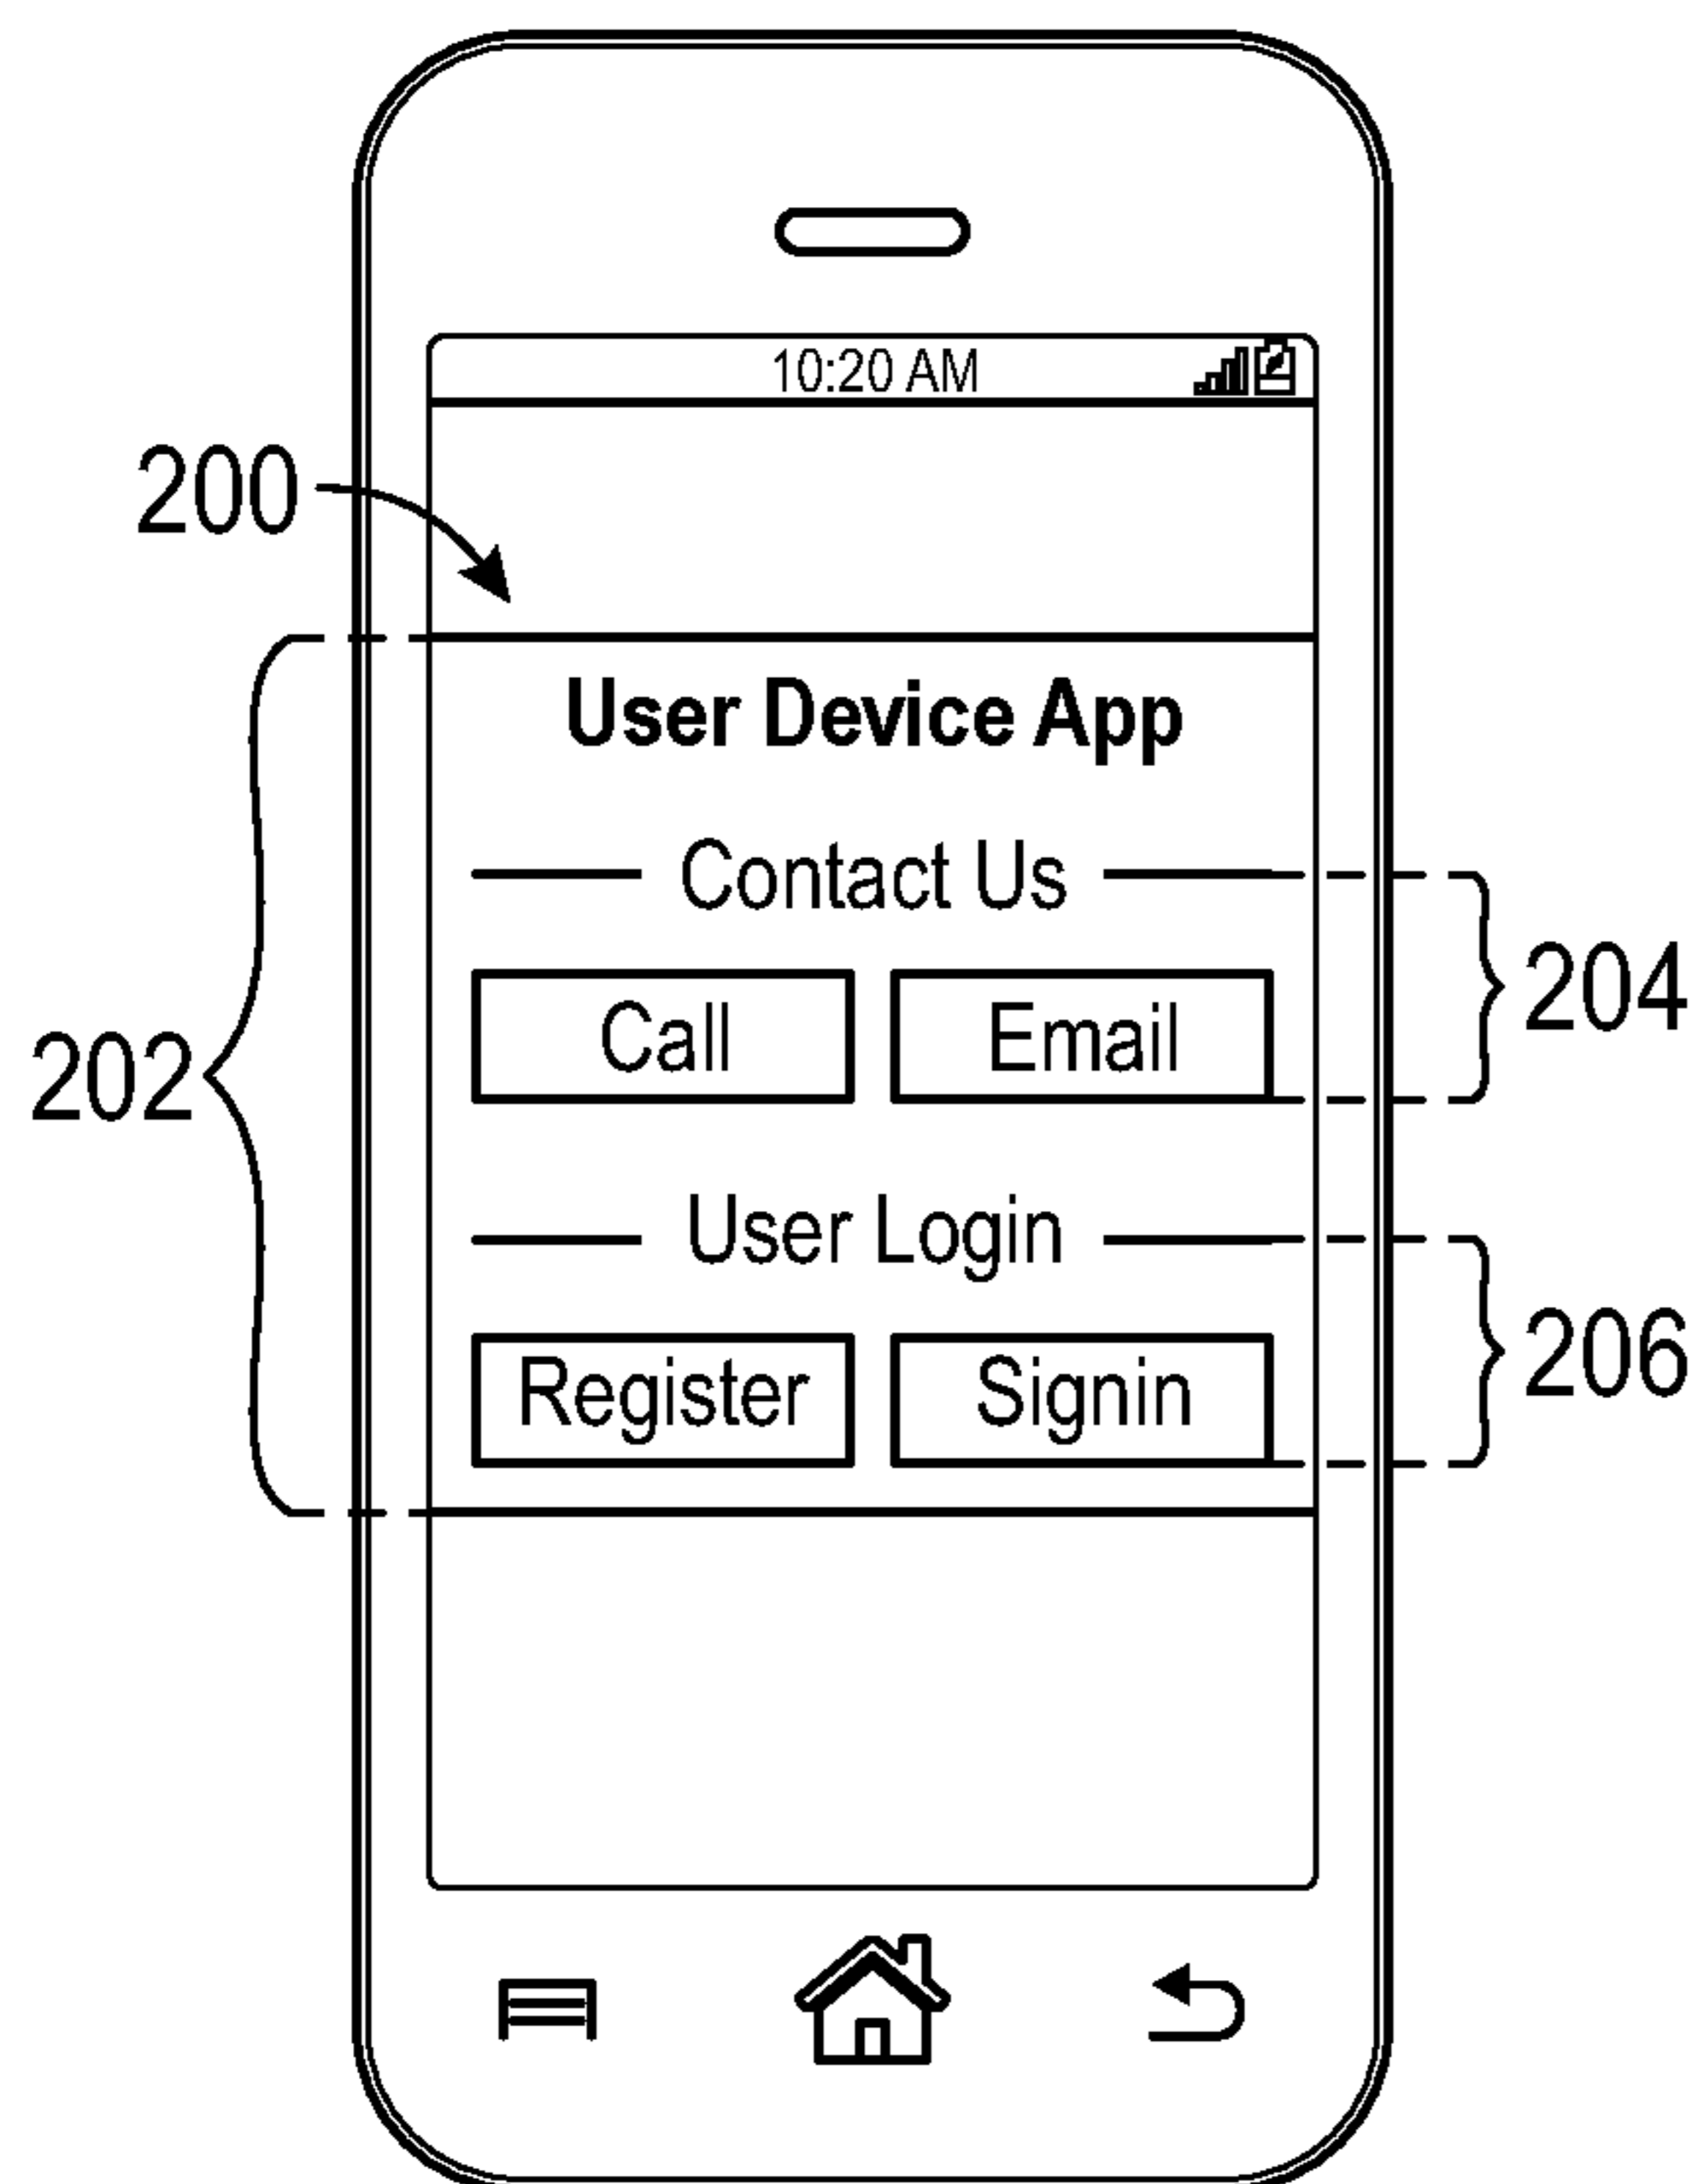 10:20 AM
200
User Device App
Contact Us
204
Call Email
202
User Login
206
Register Signin